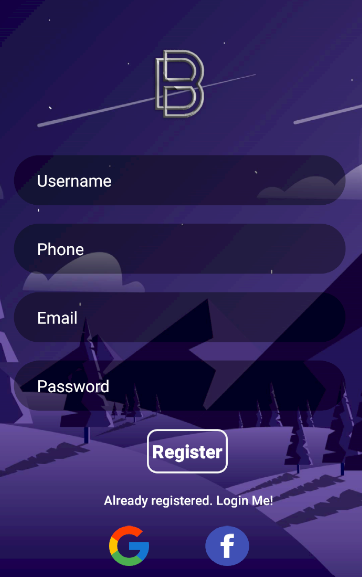 B
Username
Phone
Email
Password
Register
Already registered. Login Me!
G
f